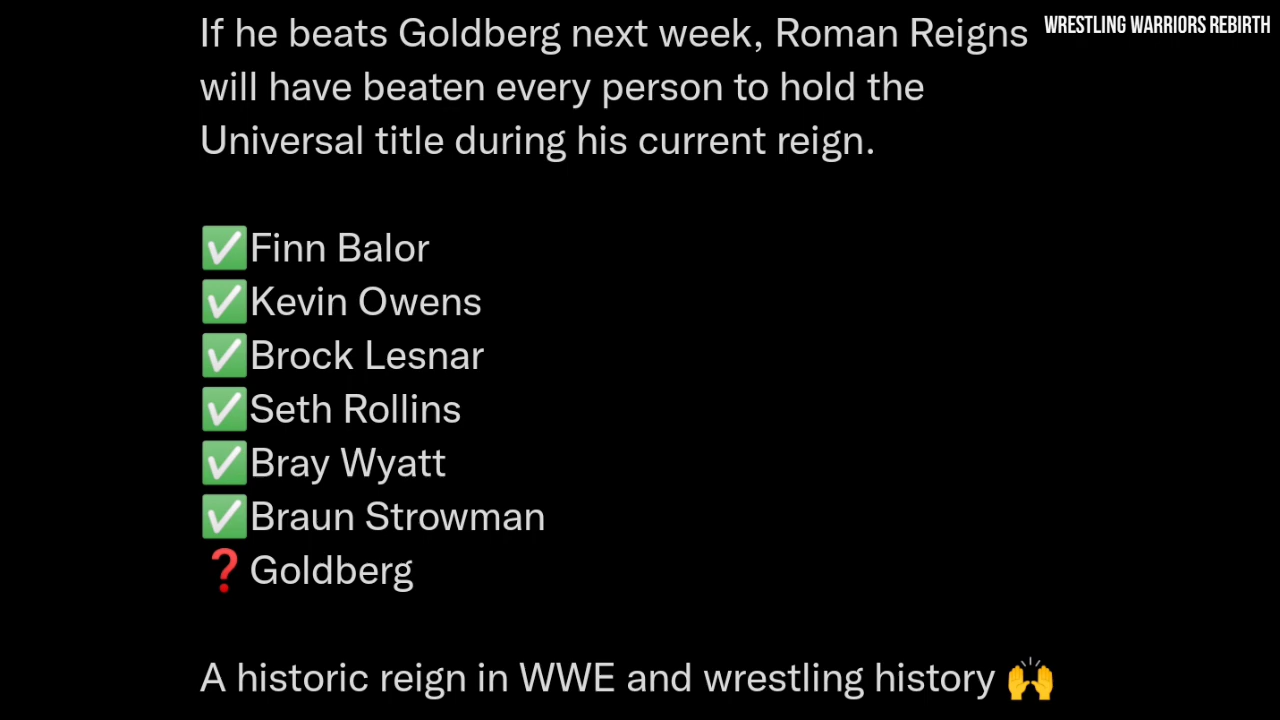 WRESTLING WARRIORS REBIRTH
If he beats Goldberg next week, Roman Reigns
will have beaten every person to hold the
Universal title during his current reign.
✅Finn Balor
✅Kevin Owens
✅Brock Lesnar
✅Seth Rollins
✅Bray Wyatt
✅Braun Strowman
❓Goldberg
A historic reign in WWE and wrestling history 🙌